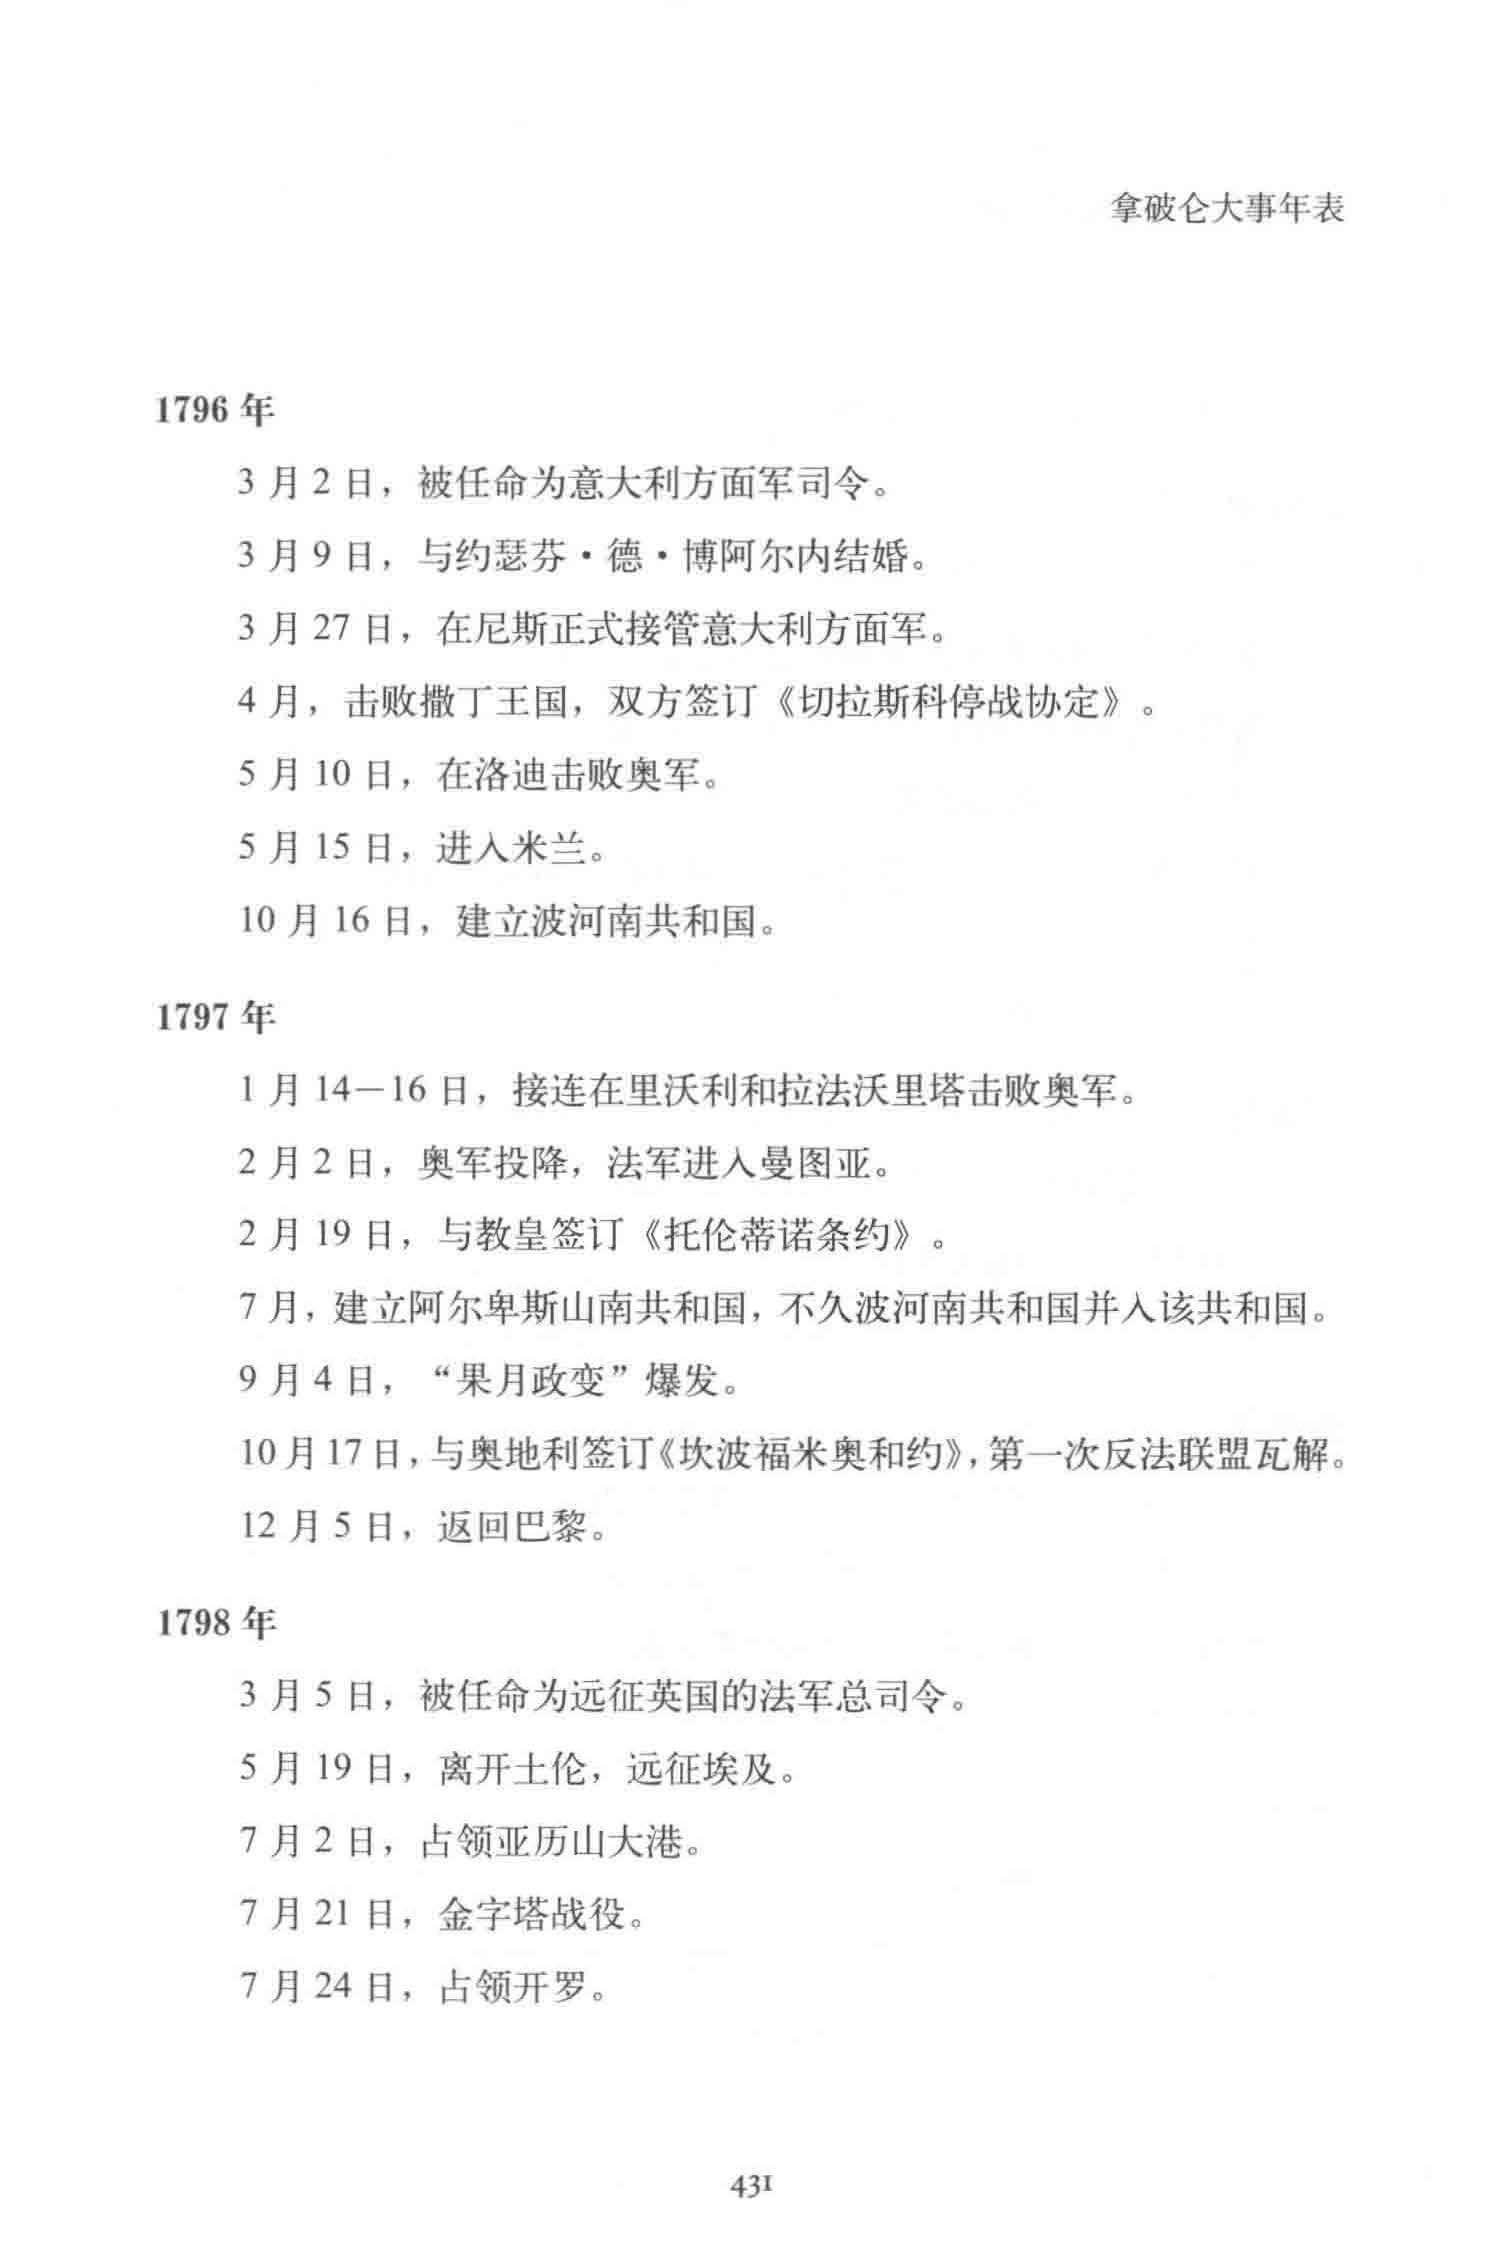 拿破仑大事年表
1796 年
3 月 2 日，被任命为意大利方面军司令。
3 月 9 日，与约瑟芬·德·博阿尔内结婚。
3 月 27 日，在尼斯正式接管意大利方面军。
4 月，击败撒丁王国，双方签订《切拉斯科停战协定》。
5 月 10 日，在洛迪击败奥军。
5 月 15 日，进入米兰。
10 月 16 日，建立波河南共和国。
1797 年
1 月 14—16 日，接连在里沃利和拉法沃里塔击败奥军。
2 月 2 日，奥军投降，法军进入曼图亚。
2 月 19 日，与教皇签订《托伦蒂诺条约》。
7 月，建立阿尔卑斯山南共和国，不久波河南共和国并入该共和国。
9 月 4 日，“果月政变”爆发。
10 月 17 日，与奥地利签订《坎波福米奥和约》，第一次反法联盟瓦解。
12 月 5 日，返回巴黎。
1798 年
3 月 5 日，被任命为远征英国的法军总司令。
5 月 19 日，离开土伦，远征埃及。
7 月 2 日，占领亚历山大港。
7 月 21 日，金字塔战役。
7 月 24 日，占领开罗。
431